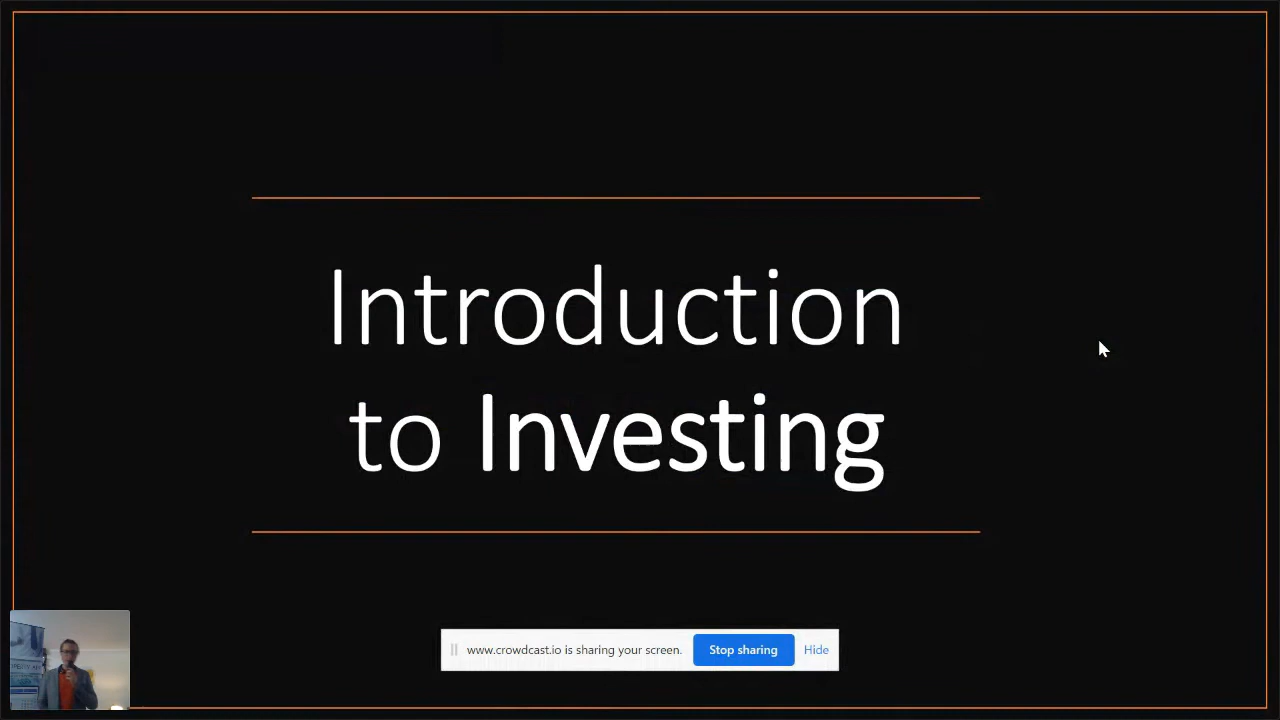 Introduction
to Investing
www.crowdcast.io is sharing your screen. Stop sharing Hide